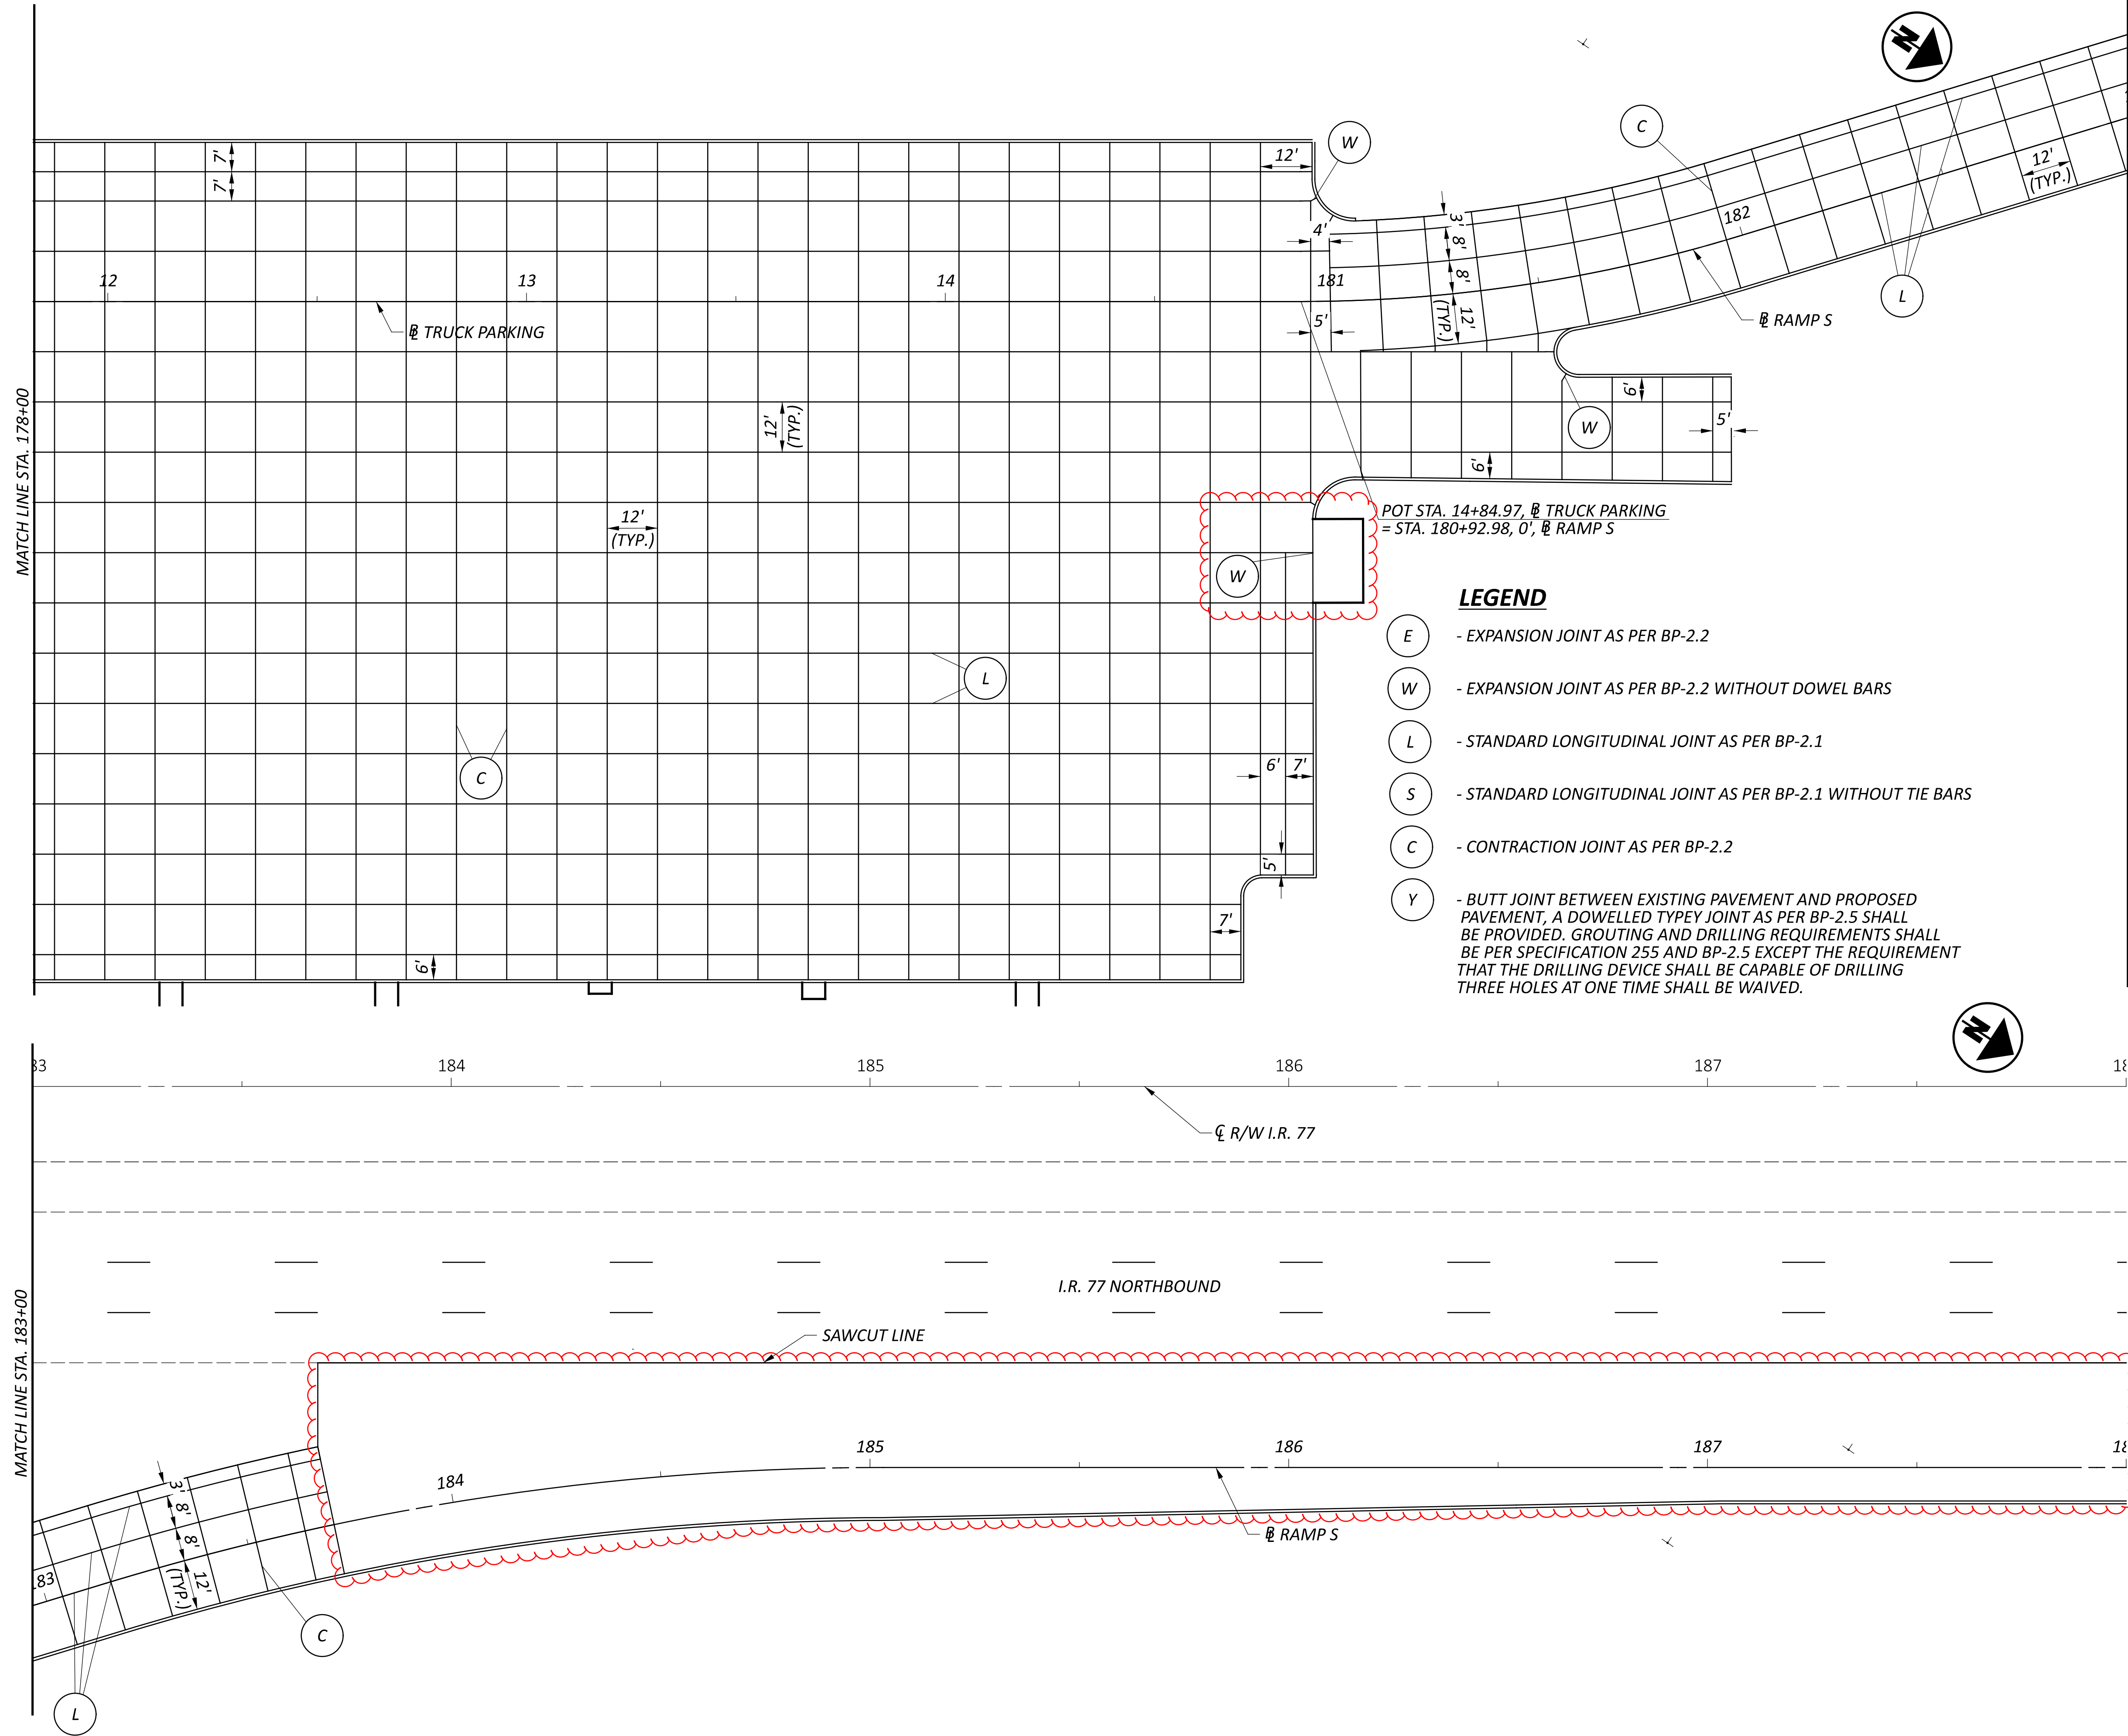 N
W
C
7'
7'
12'
12'
(TYP.)
3'
8'
8'
12'
(TYP.)
4'
182
12
13
14
181
L
5'
℄ TRUCK PARKING
℄ RAMP S
MATCH LINE STA. 178+00
12'
(TYP.)
6'
5'
W
6'
12'
(TYP.)
POT STA. 14+84.97, ℄ TRUCK PARKING
= STA. 180+92.98, 0', ℄ RAMP S
W
LEGEND
E - EXPANSION JOINT AS PER BP-2.2
W - EXPANSION JOINT AS PER BP-2.2 WITHOUT DOWEL BARS
L
L - STANDARD LONGITUDINAL JOINT AS PER BP-2.1
C
6' 7'
S - STANDARD LONGITUDINAL JOINT AS PER BP-2.1 WITHOUT TIE BARS
C - CONTRACTION JOINT AS PER BP-2.2
5'
7'
6'
Y - BUTT JOINT BETWEEN EXISTING PAVEMENT AND PROPOSED
PAVEMENT, A DOWELLED TYPEY JOINT AS PER BP-2.5 SHALL
BE PROVIDED. GROUTING AND DRILLING REQUIREMENTS SHALL
BE PER SPECIFICATION 255 AND BP-2.5 EXCEPT THE REQUIREMENT
THAT THE DRILLING DEVICE SHALL BE CAPABLE OF DRILLING
THREE HOLES AT ONE TIME SHALL BE WAIVED.
N
83
184
185
186
187
18
℄ R/W I.R. 77
I.R. 77 NORTHBOUND
SAWCUT LINE
MATCH LINE STA. 183+00
3'
8'
8'
12'
(TYP.)
183
184
185
186
187
18
℄ RAMP S
C
L